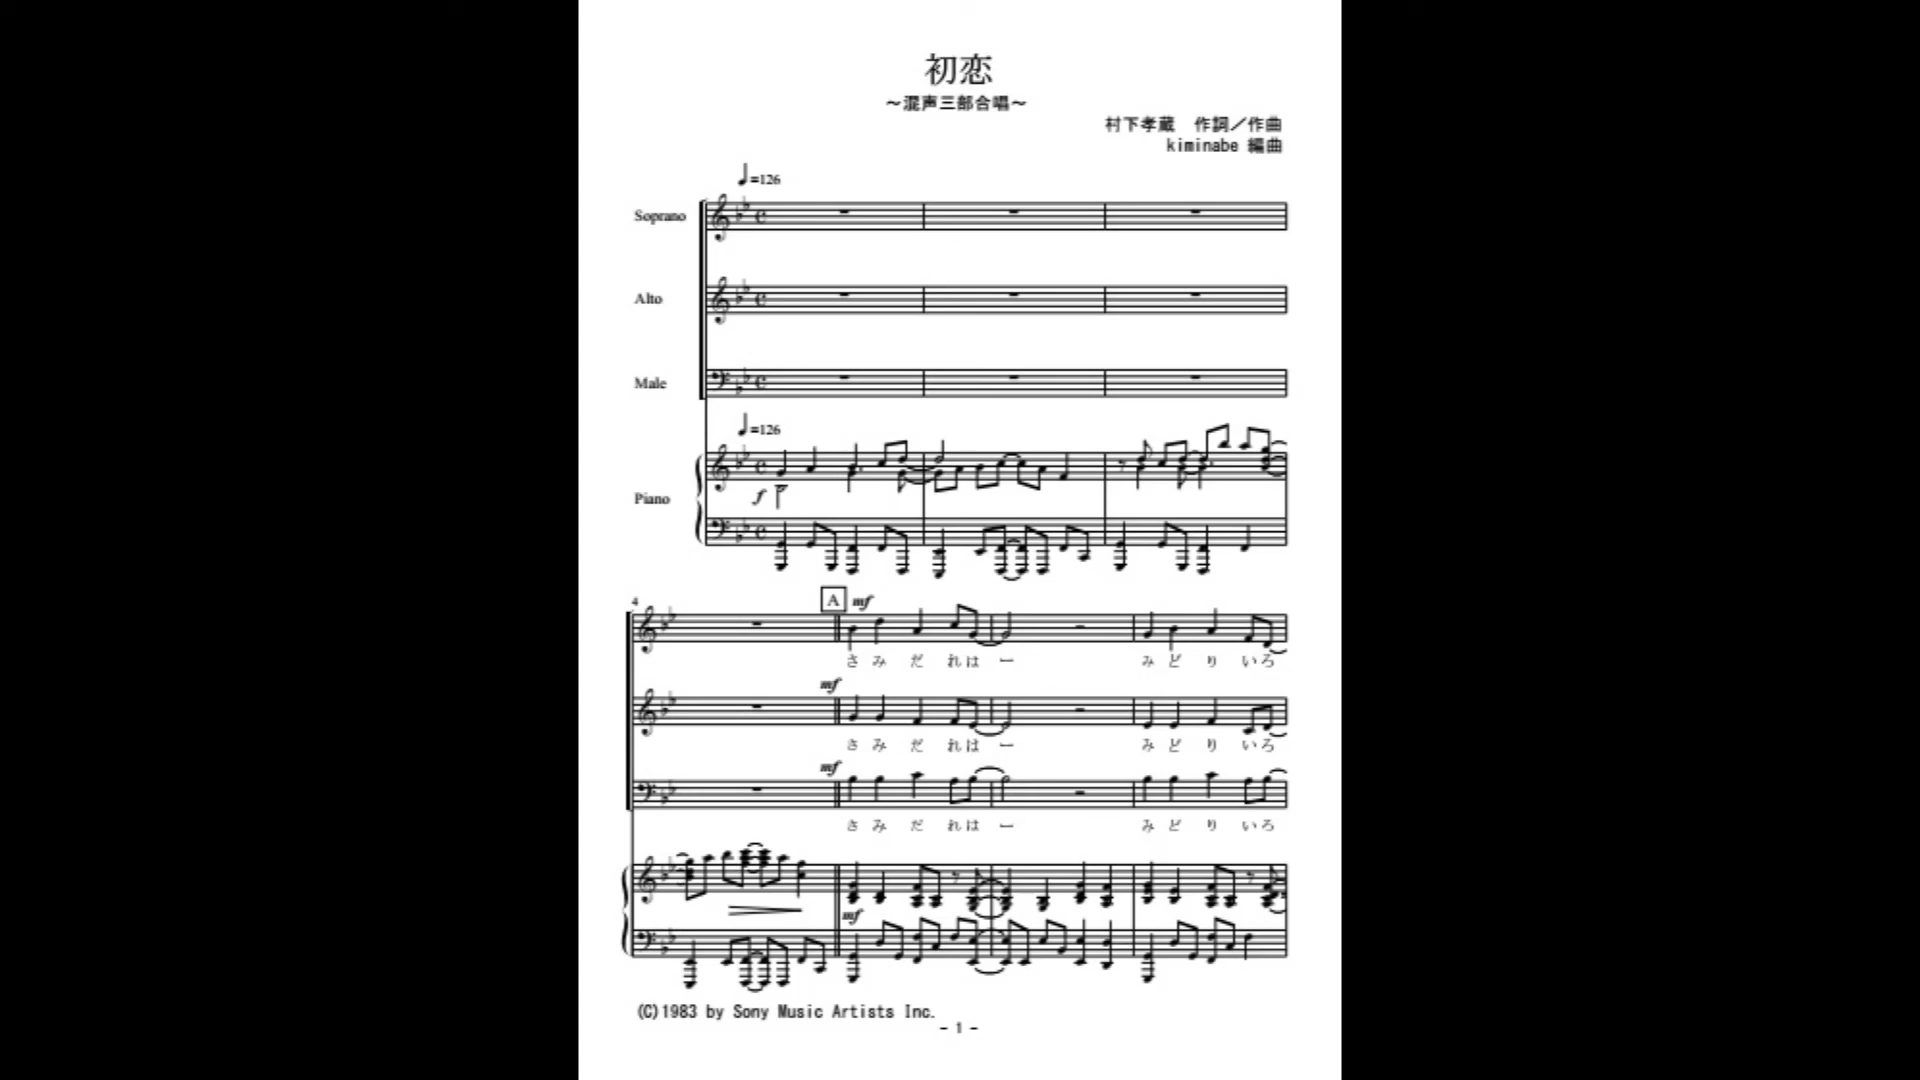 初恋
～混声三部合唱～
村下孝蔵　作詞／作曲
kiminabe 編曲
♩=126
Soprano
Alto
Male
♩=126
Piano
f
4
A mf
さ み だ れは ー み ど り いろ
mf
さ み だ れは ー み ど り いろ
mf
さ み だ れは ー み ど り いろ
mf
(C)1983 by Sony Music Artists Inc.
- 1 -